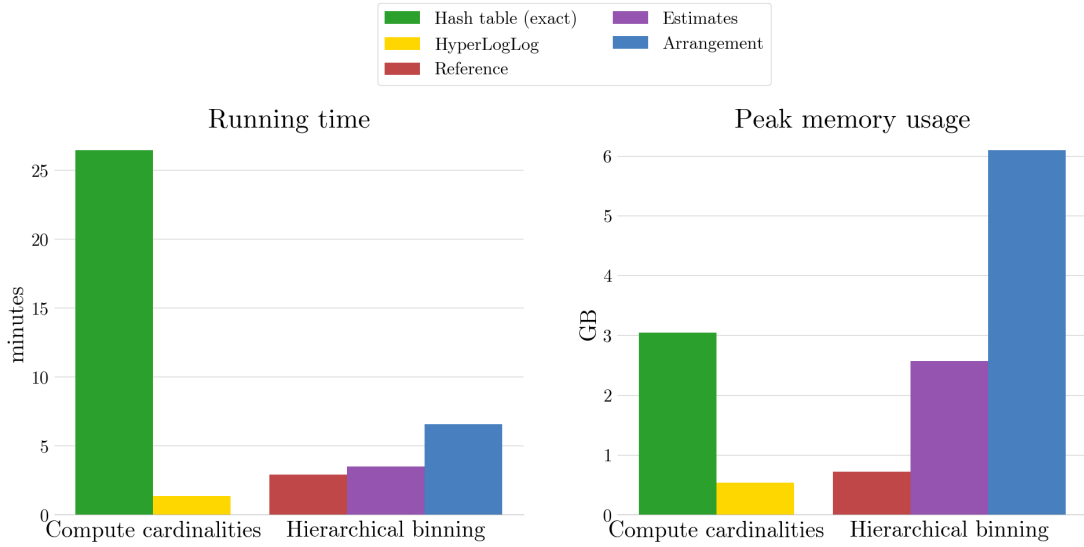 Hash table (exact)
HyperLogLog
Reference
Estimates
Arrangement
Running time
minutes
25
20
15
10
5
0
Compute cardinalities
Hierarchical binning
Peak memory usage
GB
6
5
4
3
2
1
0
Compute cardinalities
Hierarchical binning